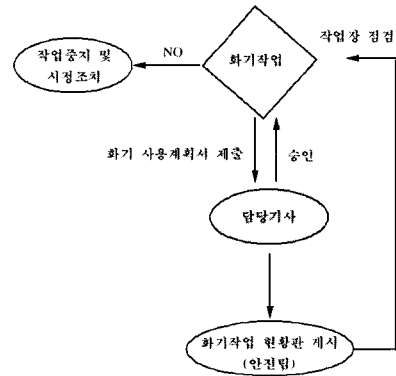 작업장 점검
작업중지 및
시정조치
NO
화기작업
화기 사용계획서 제출
승인
담당기사
화기작업 현황판 게시
(안전팀)